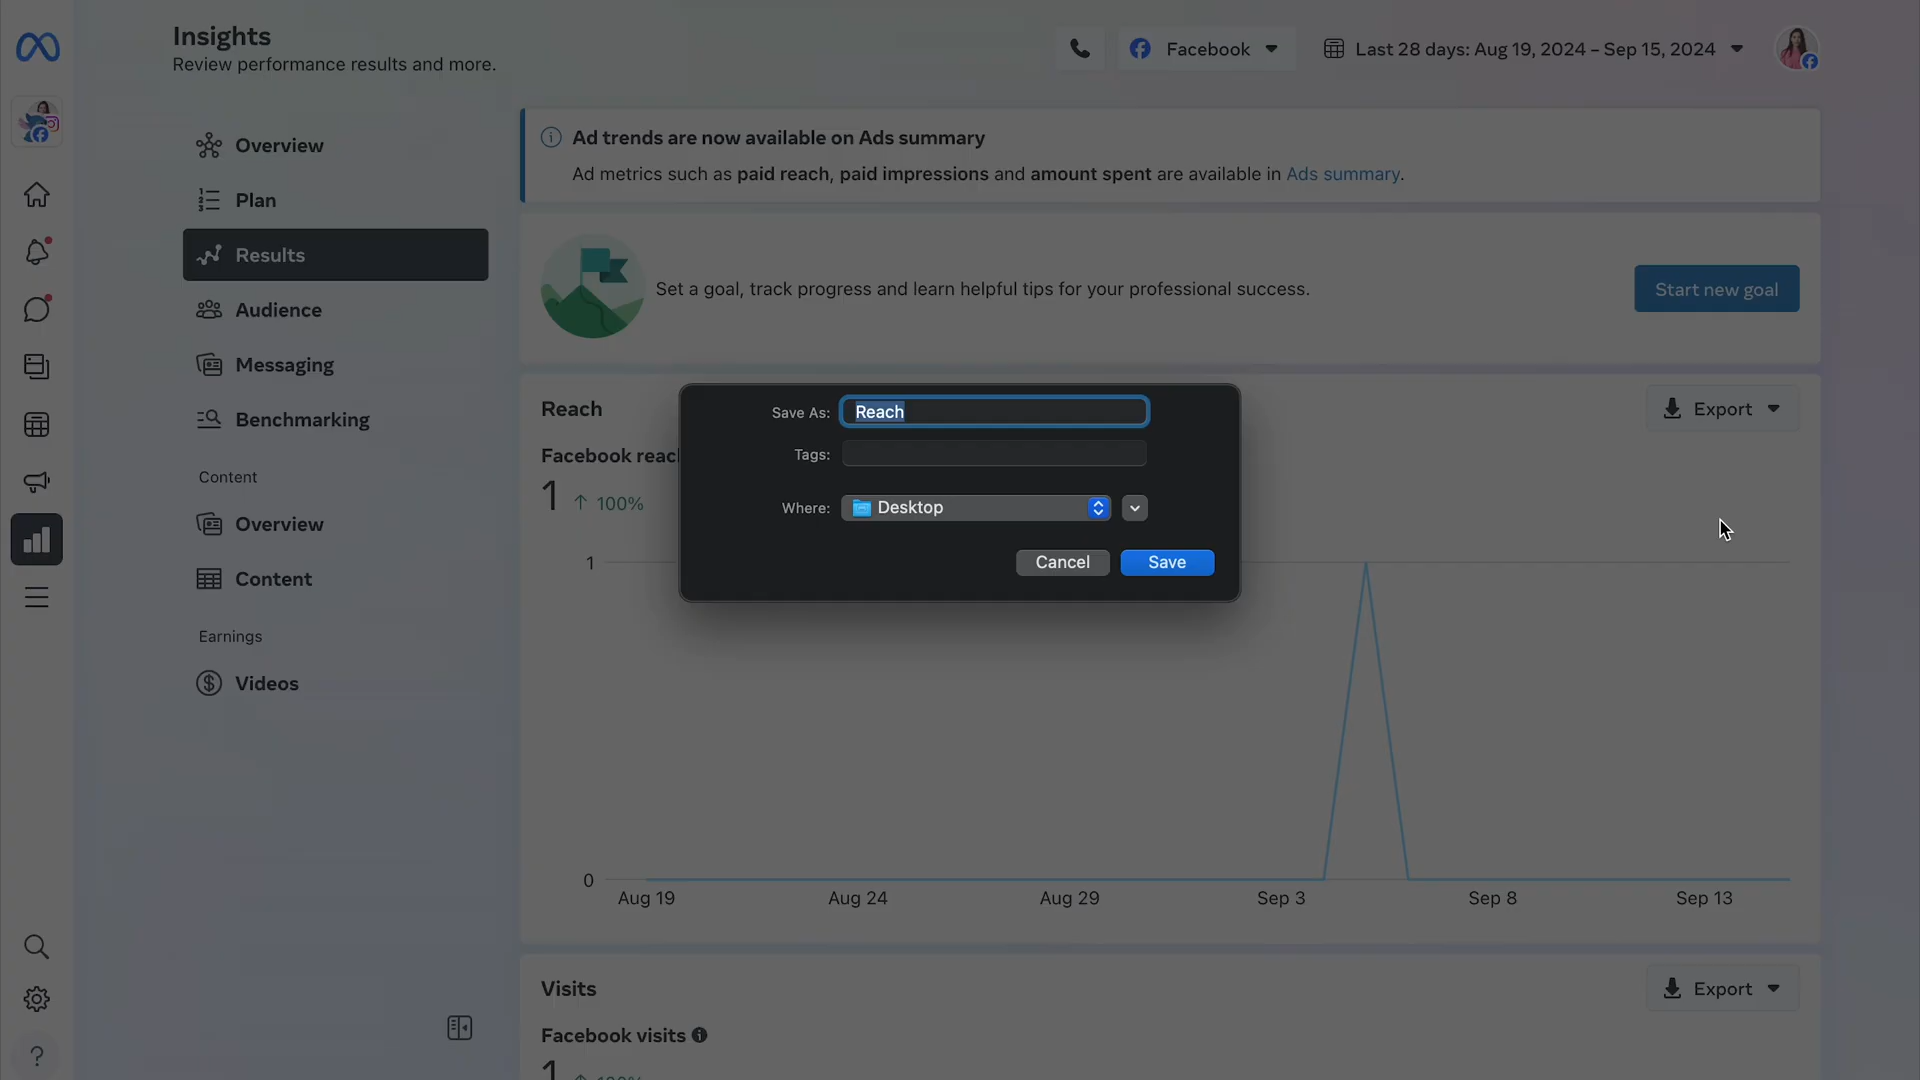 Insights
Review performance results and more.
Facebook
Last 28 days: Aug 19, 2024 – Sep 15, 2024
Overview
Plan
Results
Audience
Messaging
Benchmarking
Content
Overview
Content
Earnings
Videos
Ad trends are now available on Ads summary
Ad metrics such as paid reach, paid impressions and amount spent are available in Ads summary.
Set a goal, track progress and learn helpful tips for your professional success.
Start new goal
Reach
Export
Facebook reach
1 ↑ 100%
Save As: Reach
Tags:
Where: Desktop
Cancel
Save
1
0
Aug 19
Aug 24
Aug 29
Sep 3
Sep 8
Sep 13
Visits
Export
Facebook visits
1 ↑ 100%